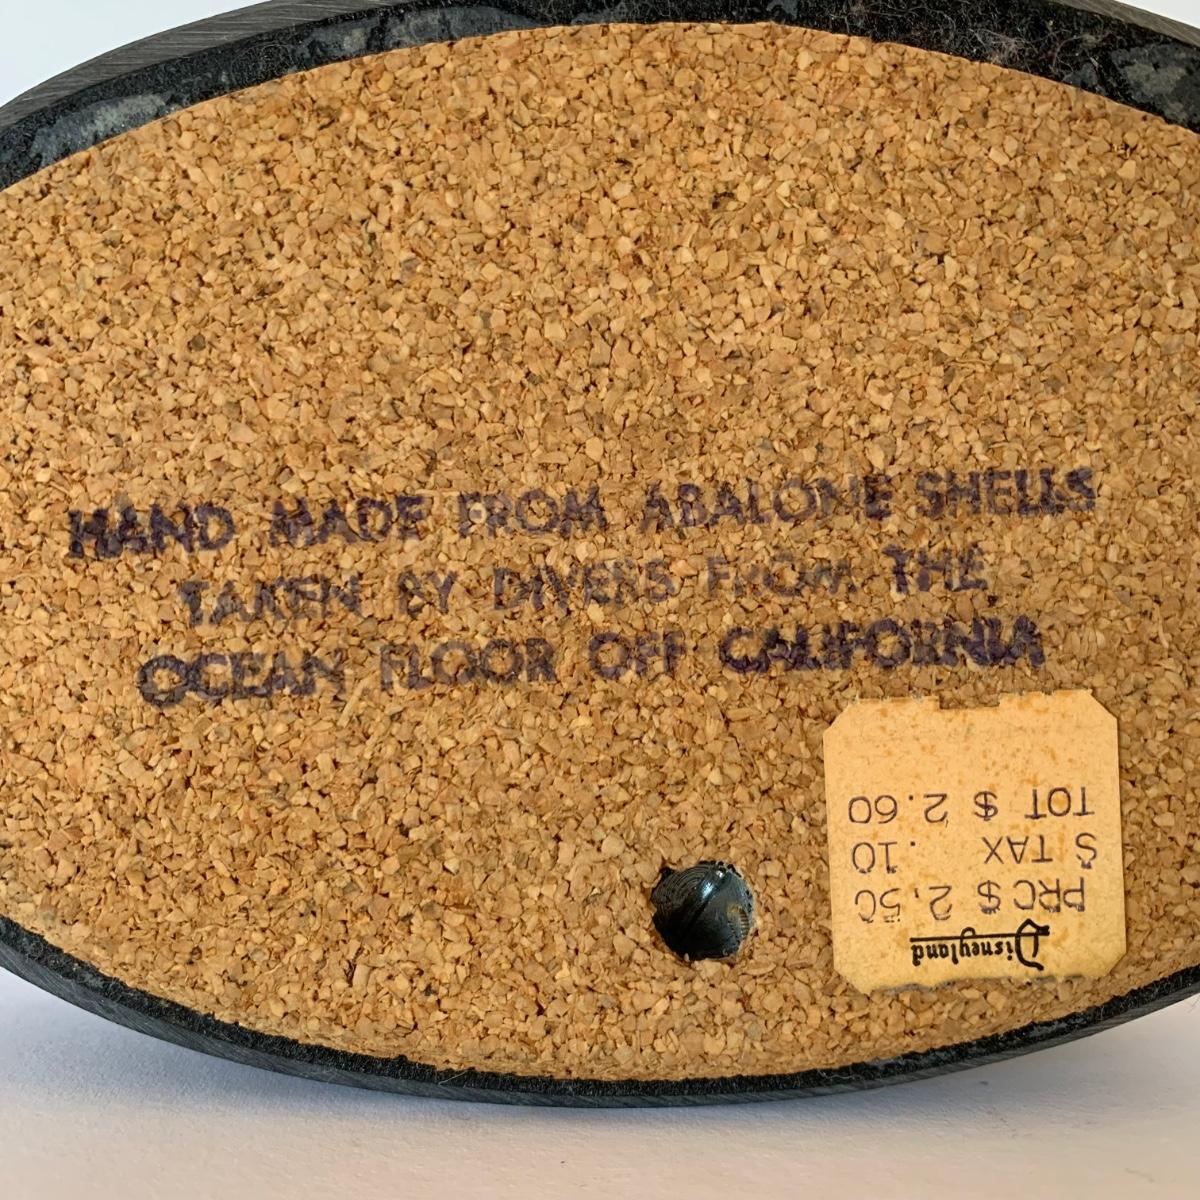 HAND MADE FROM ABALONE SHELLS
TAKEN BY DIVERS FROM THE
OCEAN FLOOR OFF CALIFORNIA
Disneyland
PRC $ 2.50
S TAX .10
TOT $ 2.60